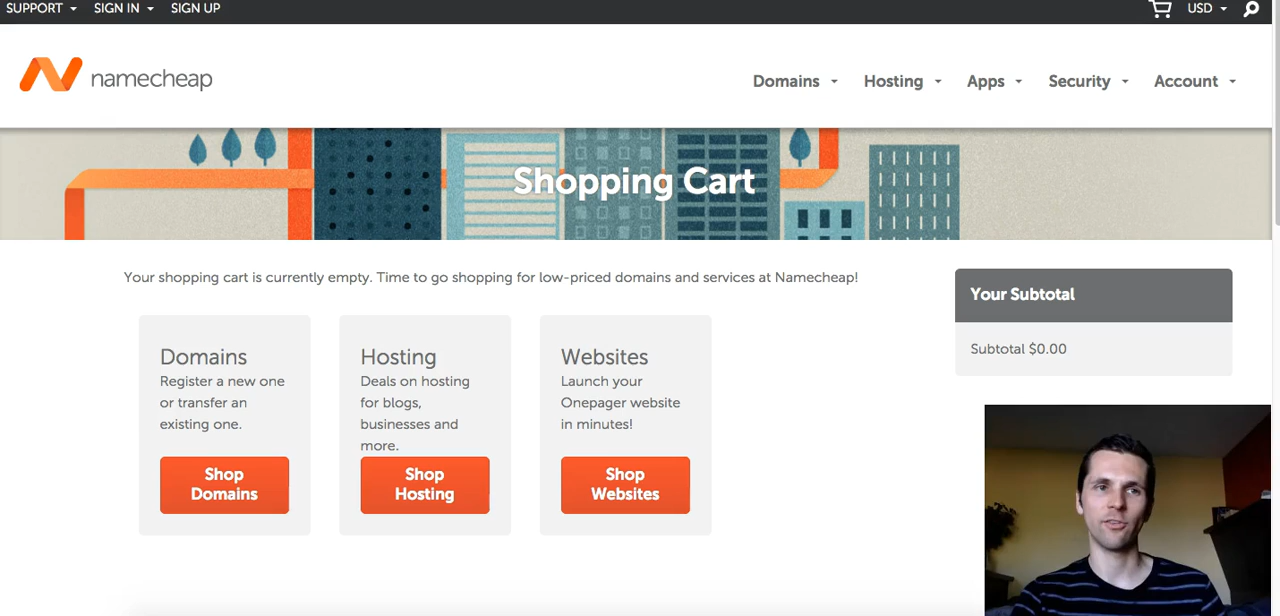 SUPPORT SIGN IN SIGN UP USD
namecheap
Domains Hosting Apps Security Account
Shopping Cart
Your shopping cart is currently empty. Time to go shopping for low-priced domains and services at Namecheap!
Your Subtotal
Subtotal $0.00
Domains
Register a new one
or transfer an
existing one.
Shop
Domains
Hosting
Deals on hosting
for blogs,
businesses and
more.
Shop
Hosting
Websites
Launch your
Onepager website
in minutes!
Shop
Websites